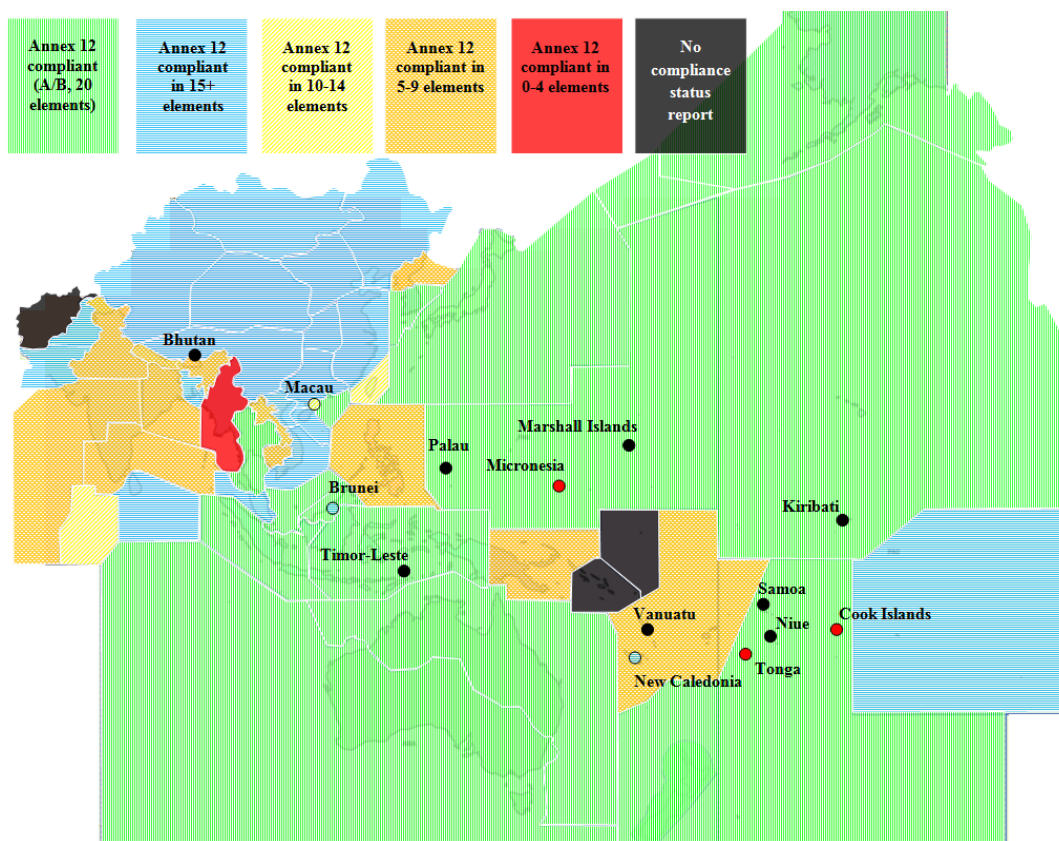 Annex 12
compliant
(A/B, 20
elements)
Annex 12
compliant
in 15+
elements
Annex 12
compliant
in 10-14
elements
Annex 12
compliant in
5-9 elements
Annex 12
compliant in
0-4 elements
No
compliance
status
report
Bhutan
Macau
Marshall Islands
Palau
Micronesia
Brunei
Kiribati
Timor-Leste
Samoa
Vanuatu
Niue
Cook Islands
New Caledonia
Tonga